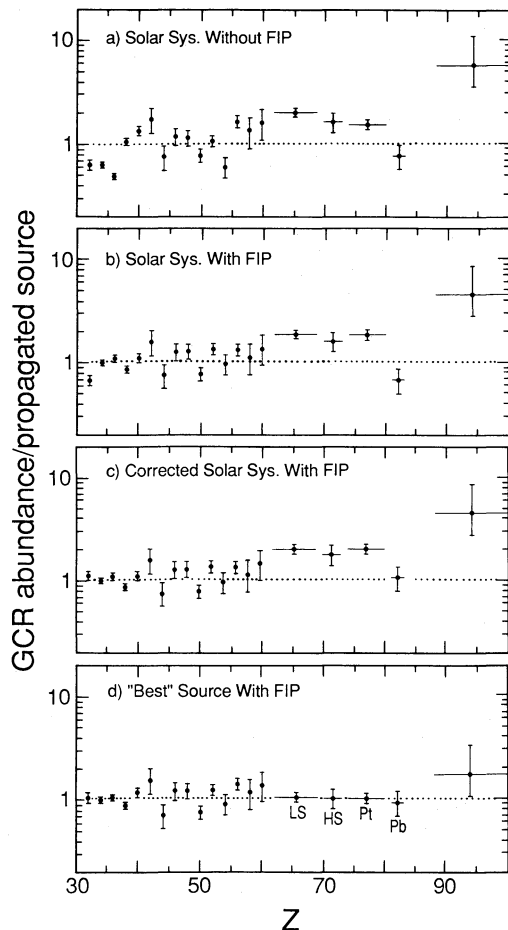 GCR abundance/propagated source
a) Solar Sys. Without FIP
10
1
b) Solar Sys. With FIP
10
1
c) Corrected Solar Sys. With FIP
10
1
d) "Best" Source With FIP
10
1
LS
HS
Pt
Pb
30
50
70
90
Z